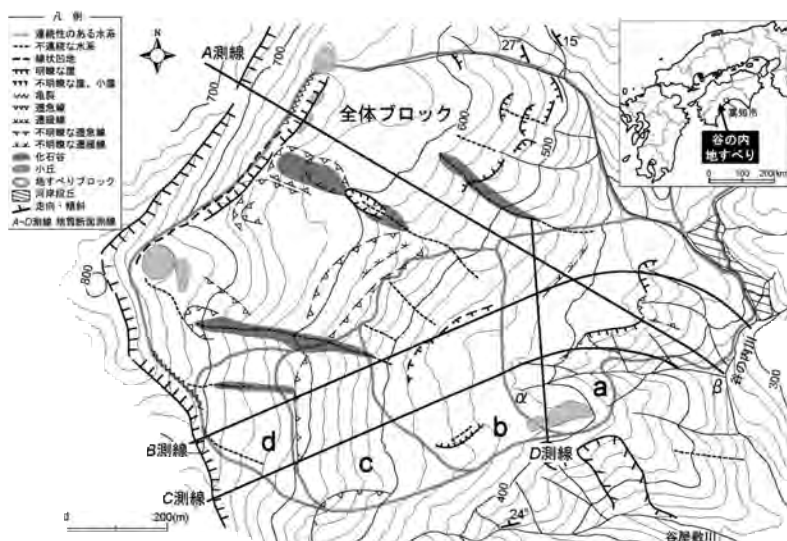 凡 例
連続性のある水系
不連続な水系
線状凹地
明瞭な崖
不明瞭な崖、小崖
亀裂
遷急線
遷緩線
不明瞭な遷急線
不明瞭な遷緩線
化石谷
小丘
地すべりブロック
河岸段丘
走向・傾斜
A~D測線 地質断面図測線
N
A測線
700
700
27°
15°
全体ブロック
600
500
高知市
谷の内
地すべり
0 100 200(km)
800
谷の内川
300
β
a
α
b
c
d
B測線
C測線
D測線
400
24°
谷屋敷川
200(m)